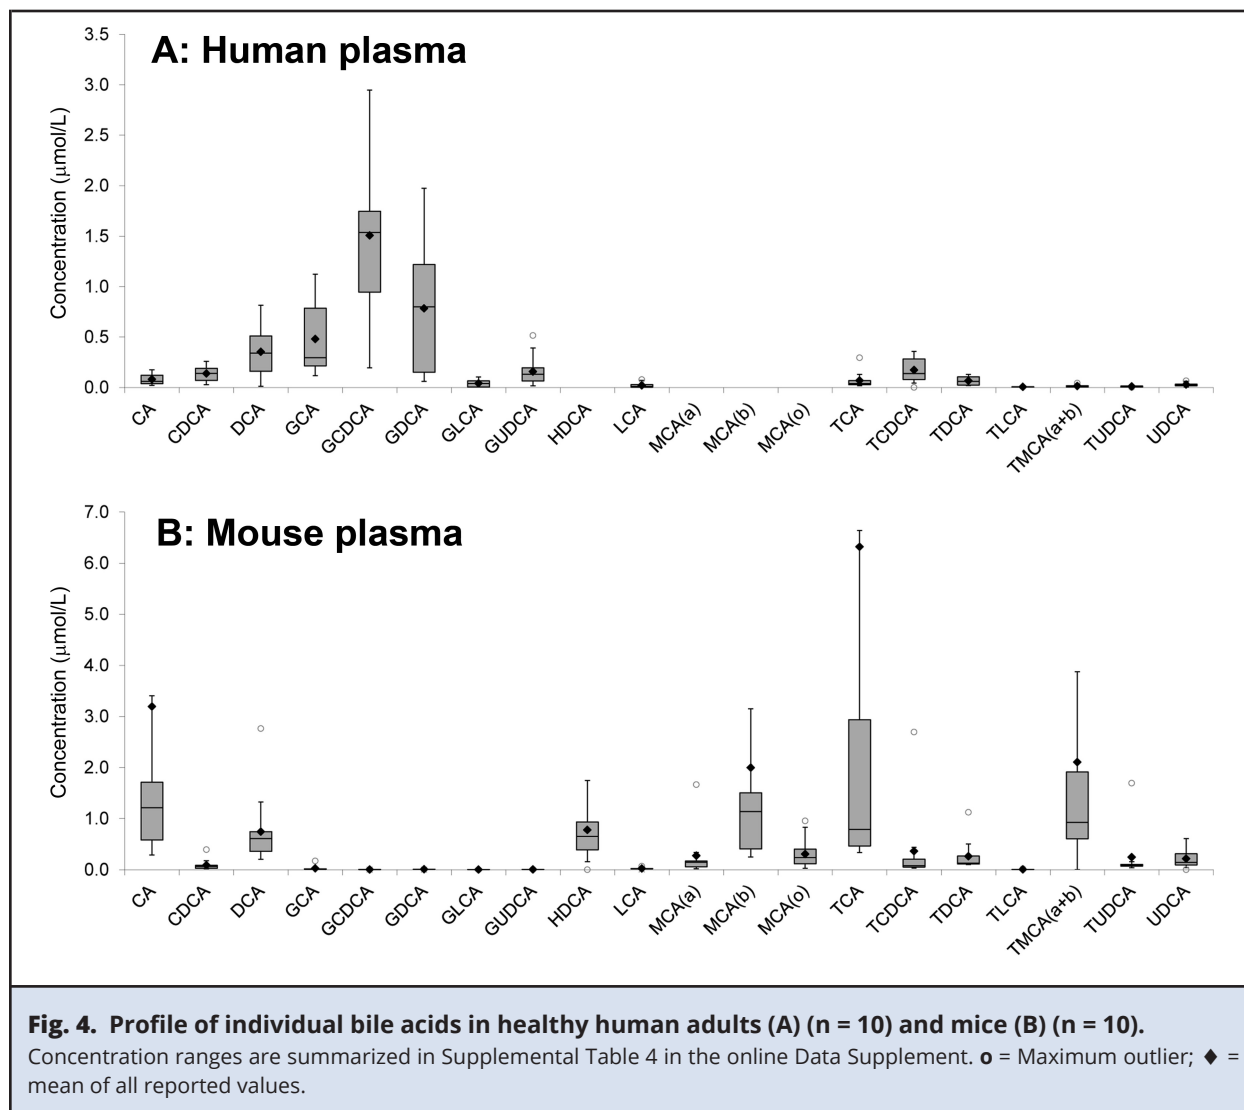 A: Human plasma
Concentration (μmol/L)
3.5
3.0
2.5
2.0
1.5
1.0
0.5
0.0
CA
CDCA
DCA
GCA
GCDCA
GDCA
GLCA
GUDCA
HDCA
LCA
MCA(a)
MCA(b)
MCA(o)
TCA
TCDCA
TDCA
TLCA
TMCA(a+b)
TUDCA
UDCA
B: Mouse plasma
Concentration (μmol/L)
7.0
6.0
5.0
4.0
3.0
2.0
1.0
0.0
CA
CDCA
DCA
GCA
GCDCA
GDCA
GLCA
GUDCA
HDCA
LCA
MCA(a)
MCA(b)
MCA(o)
TCA
TCDCA
TDCA
TLCA
TMCA(a+b)
TUDCA
UDCA
Fig. 4. Profile of individual bile acids in healthy human adults (A) (n = 10) and mice (B) (n = 10).
Concentration ranges are summarized in Supplemental Table 4 in the online Data Supplement. o = Maximum outlier; ◆ =
mean of all reported values.